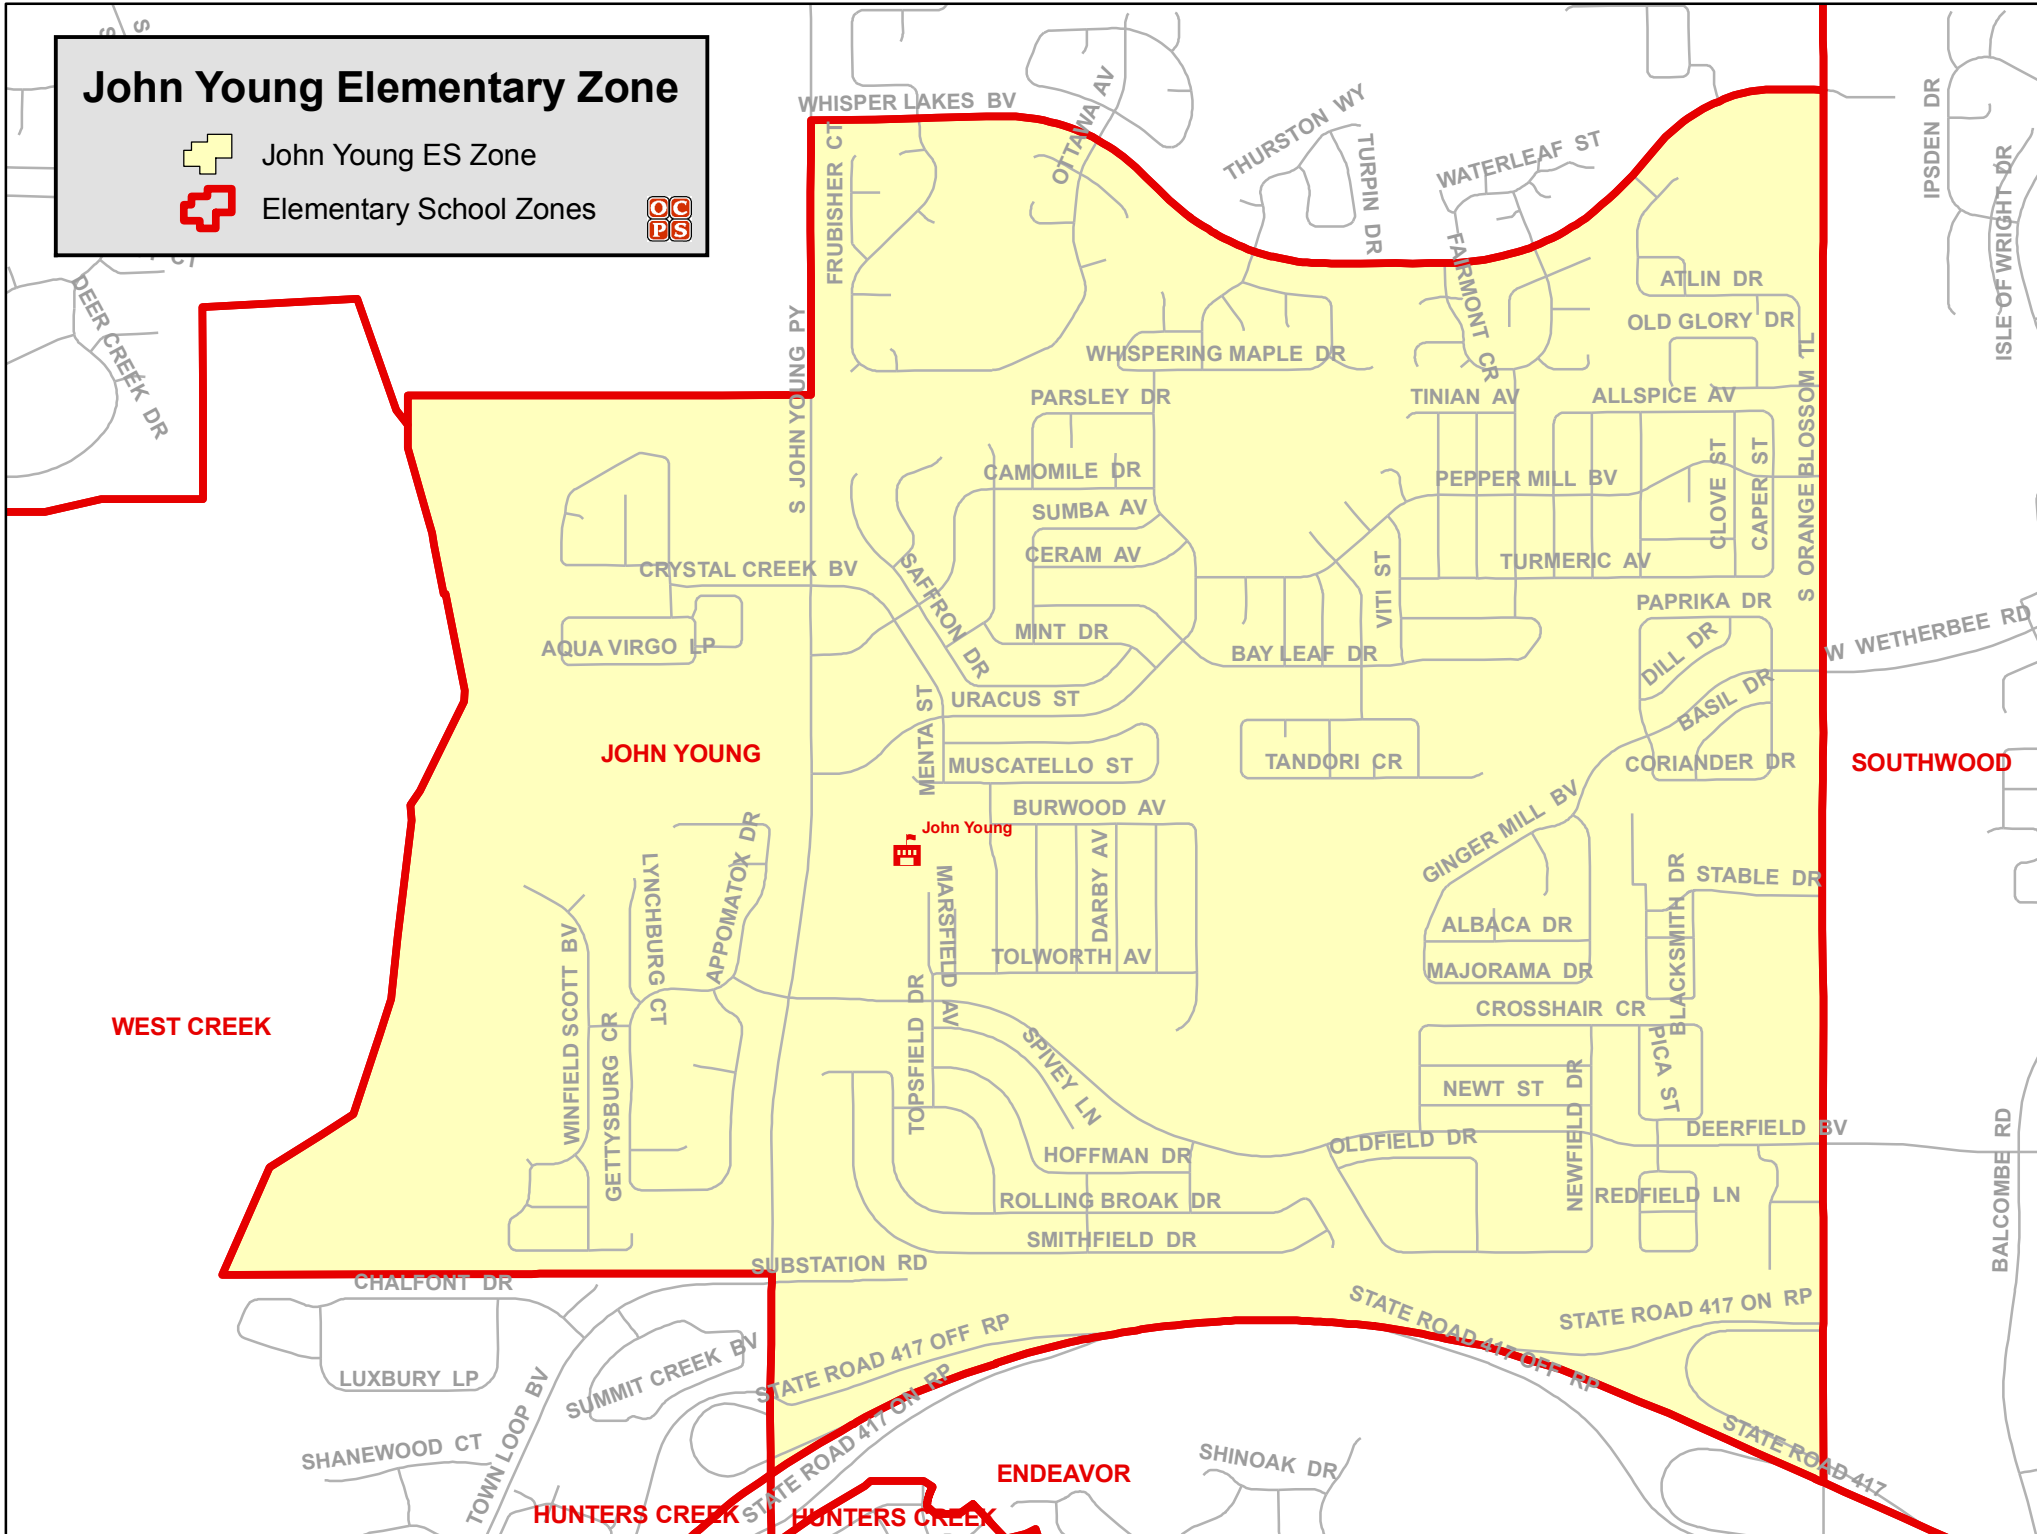 John Young Elementary Zone
John Young ES Zone
Elementary School Zones
OC
PS
S
S
CT
DEER CREEK DR
WHISPER LAKES BV
OTTAWA AV
THURSTON WY
TURPIN DR
WATERLEAF ST
IPSDEN DR
ISLE OF WRIGHT DR
FRUBISHER CT
FAIRMONT CR
ATLIN DR
OLD GLORY DR
S JOHN YOUNG PY
WHISPERING MAPLE DR
PARSLEY DR
TINIAN AV
ALLSPICE AV
S ORANGE BLOSSOM TL
CAMOMILE DR
PEPPER MILL BV
CLOVE ST
CAPER ST
SUMBA AV
CERAM AV
CRYSTAL CREEK BV
SAFFRON DR
VITI ST
TURMERIC AV
PAPRIKA DR
W WETHERBEE RD
MINT DR
AQUA VIRGO LP
BAY LEAF DR
DILL DR
BASIL DR
URACUS ST
MENTA ST
JOHN YOUNG
MUSCATELLO ST
TANDORI CR
CORIANDER DR
SOUTHWOOD
BURWOOD AV
GINGER MILL BV
John Young
APPOMATOX DR
LYNCHBURG CT
MARSFIELD AV
DARBY AV
BLACKSMITH DR
STABLE DR
ALBACA DR
TOLWORTH AV
MAJORAMA DR
WINFIELD SCOTT BV
WEST CREEK
GETTYSBURG CR
TOPSFIELD DR
CROSSHAIR CR
SPIVEY LN
PICA ST
NEWT ST
NEWFIELD DR
DEERFIELD BV
OLDFIELD DR
HOFFMAN DR
BALCOMBE RD
ROLLING BROAK DR
REDFIELD LN
SMITHFIELD DR
SUBSTATION RD
CHALFONT DR
STATE ROAD 417 OFF RP
STATE ROAD 417 OFF RP
STATE ROAD 417 ON RP
LUXBURY LP
SUMMIT CREEK BV
STATE ROAD 417 ON RP
TOWN LOOP BV
SHANEWOOD CT
STATE ROAD 417
SHINOAK DR
ENDEAVOR
HUNTERS CREEK
HUNTERS CREEK